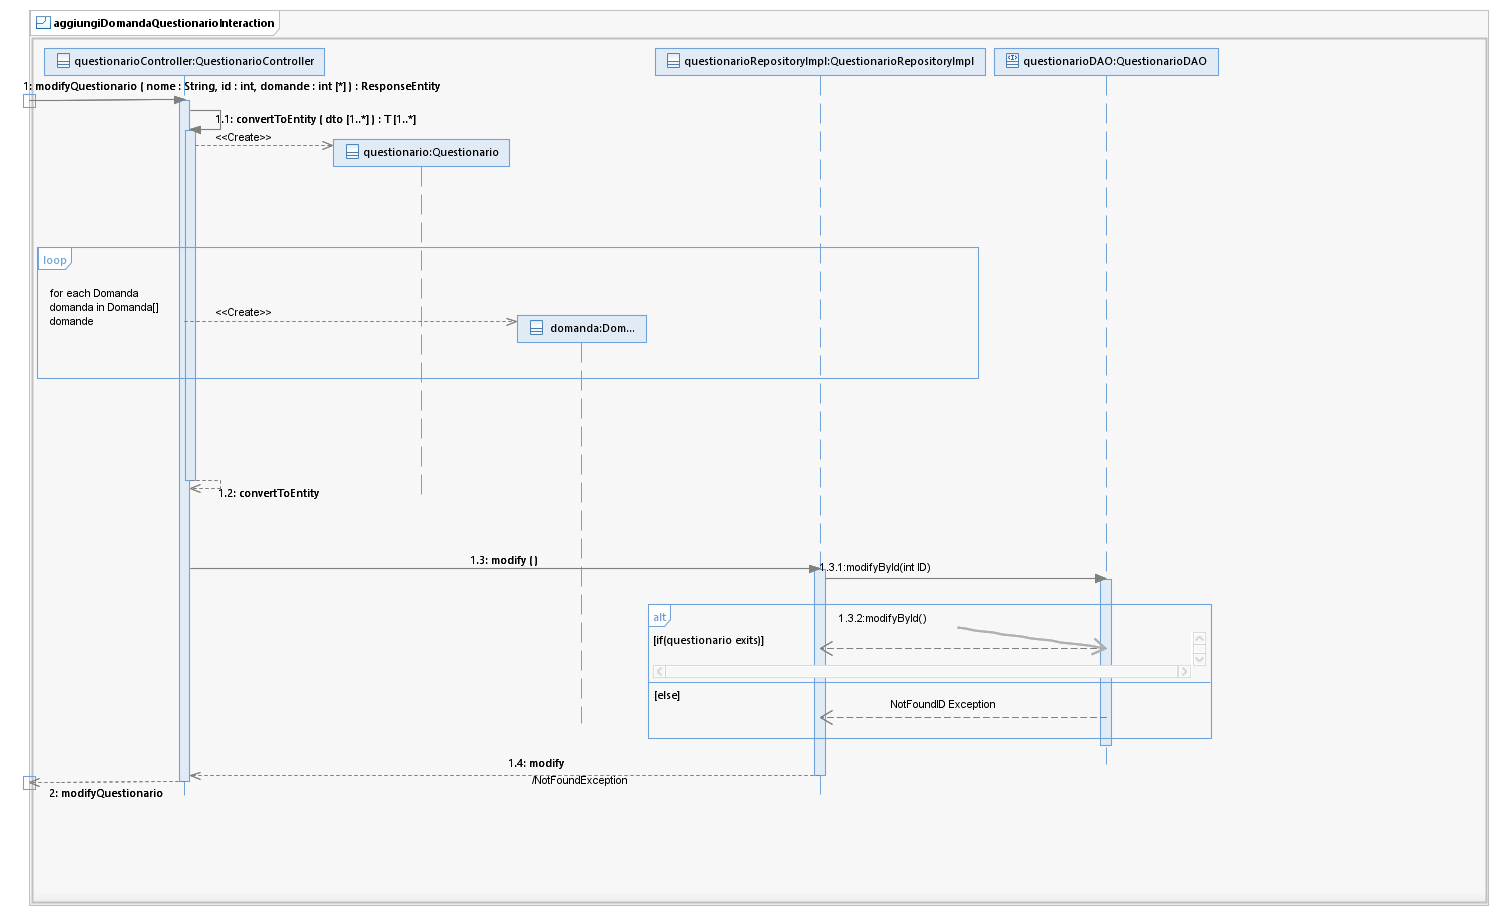 aggiungiDomandaQuestionarioInteraction
questionarioController:QuestionarioController
questionarioRepositoryImpl:QuestionarioRepositoryImpl
questionarioDAO:QuestionarioDAO
1: modifyQuestionario ( nome : String, id : int, domande : int [*] ) : ResponseEntity
1.1: convertToEntity ( dto [1..*] ) : T [1..*]
<<Create>>
questionario:Questionario
loop
for each Domanda
domanda in Domanda[]
domande
<<Create>>
domanda:Dom...
1.2: convertToEntity
1.3: modify ( )
1.3.1:modifyById(int ID)
alt
1.3.2:modifyById()
[if(questionario exits)]
[else]
NotFoundID Exception
1.4: modify
/NotFoundException
2: modifyQuestionario